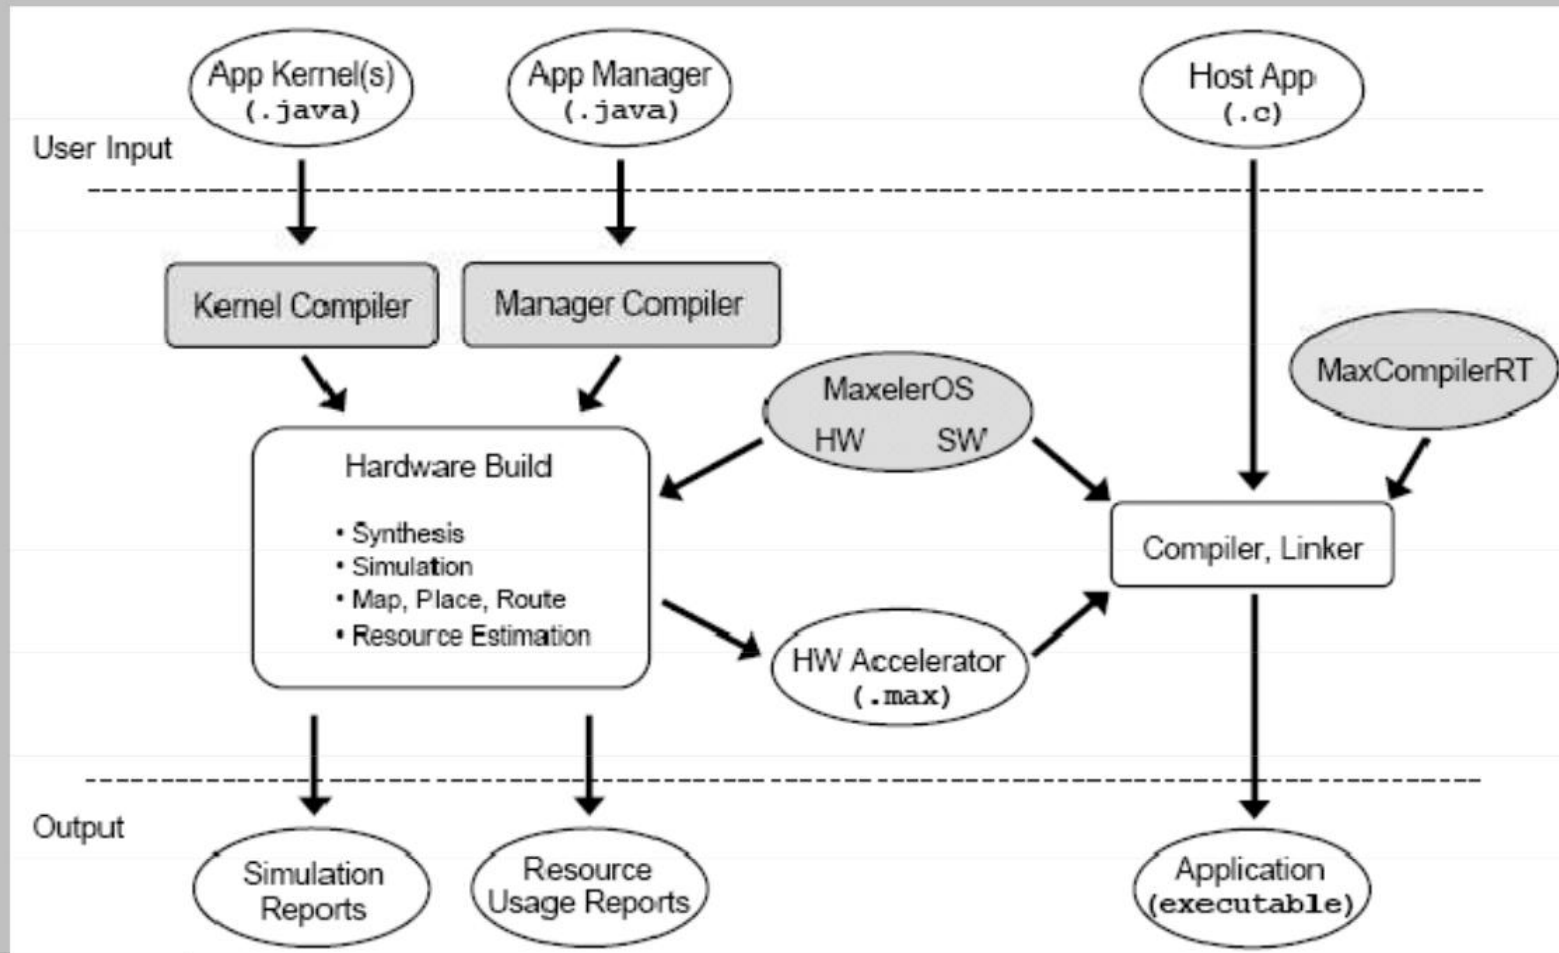 App Kernel(s)
(.java)
App Manager
(.java)
Host App
(.c)
User Input
Kernel Compiler
Manager Compiler
MaxelerOS
HW SW
MaxCompilerRT
Hardware Build
• Synthesis
• Simulation
• Map, Place, Route
• Resource Estimation
Compiler, Linker
HW Accelerator
(.max)
Output
Simulation
Reports
Resource
Usage Reports
Application
(executable)